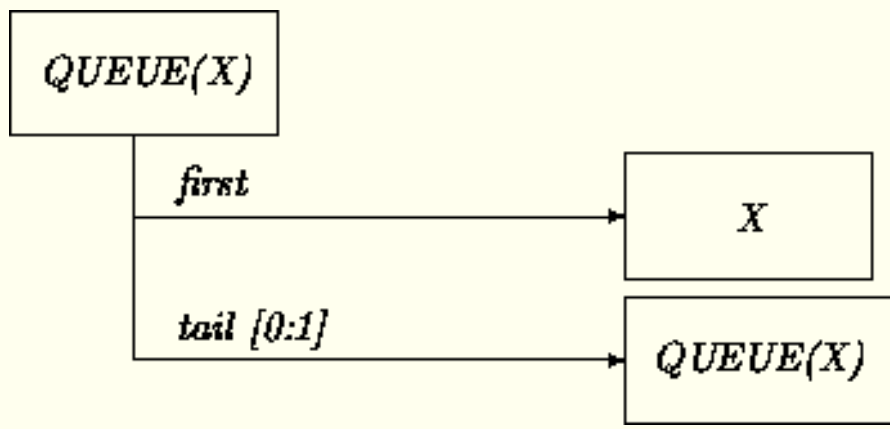 QUEUE(X)
first
X
tail [0:1]
QUEUE(X)